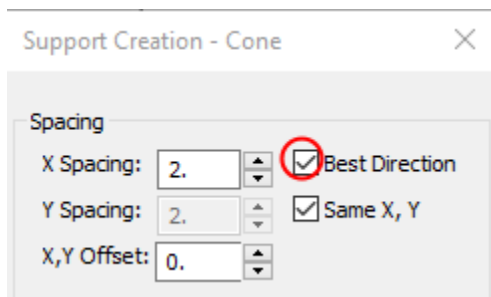 Support Creation - Cone
Spacing
X Spacing: 2. Best Direction
Y Spacing: 2. Same X, Y
X,Y Offset: 0.